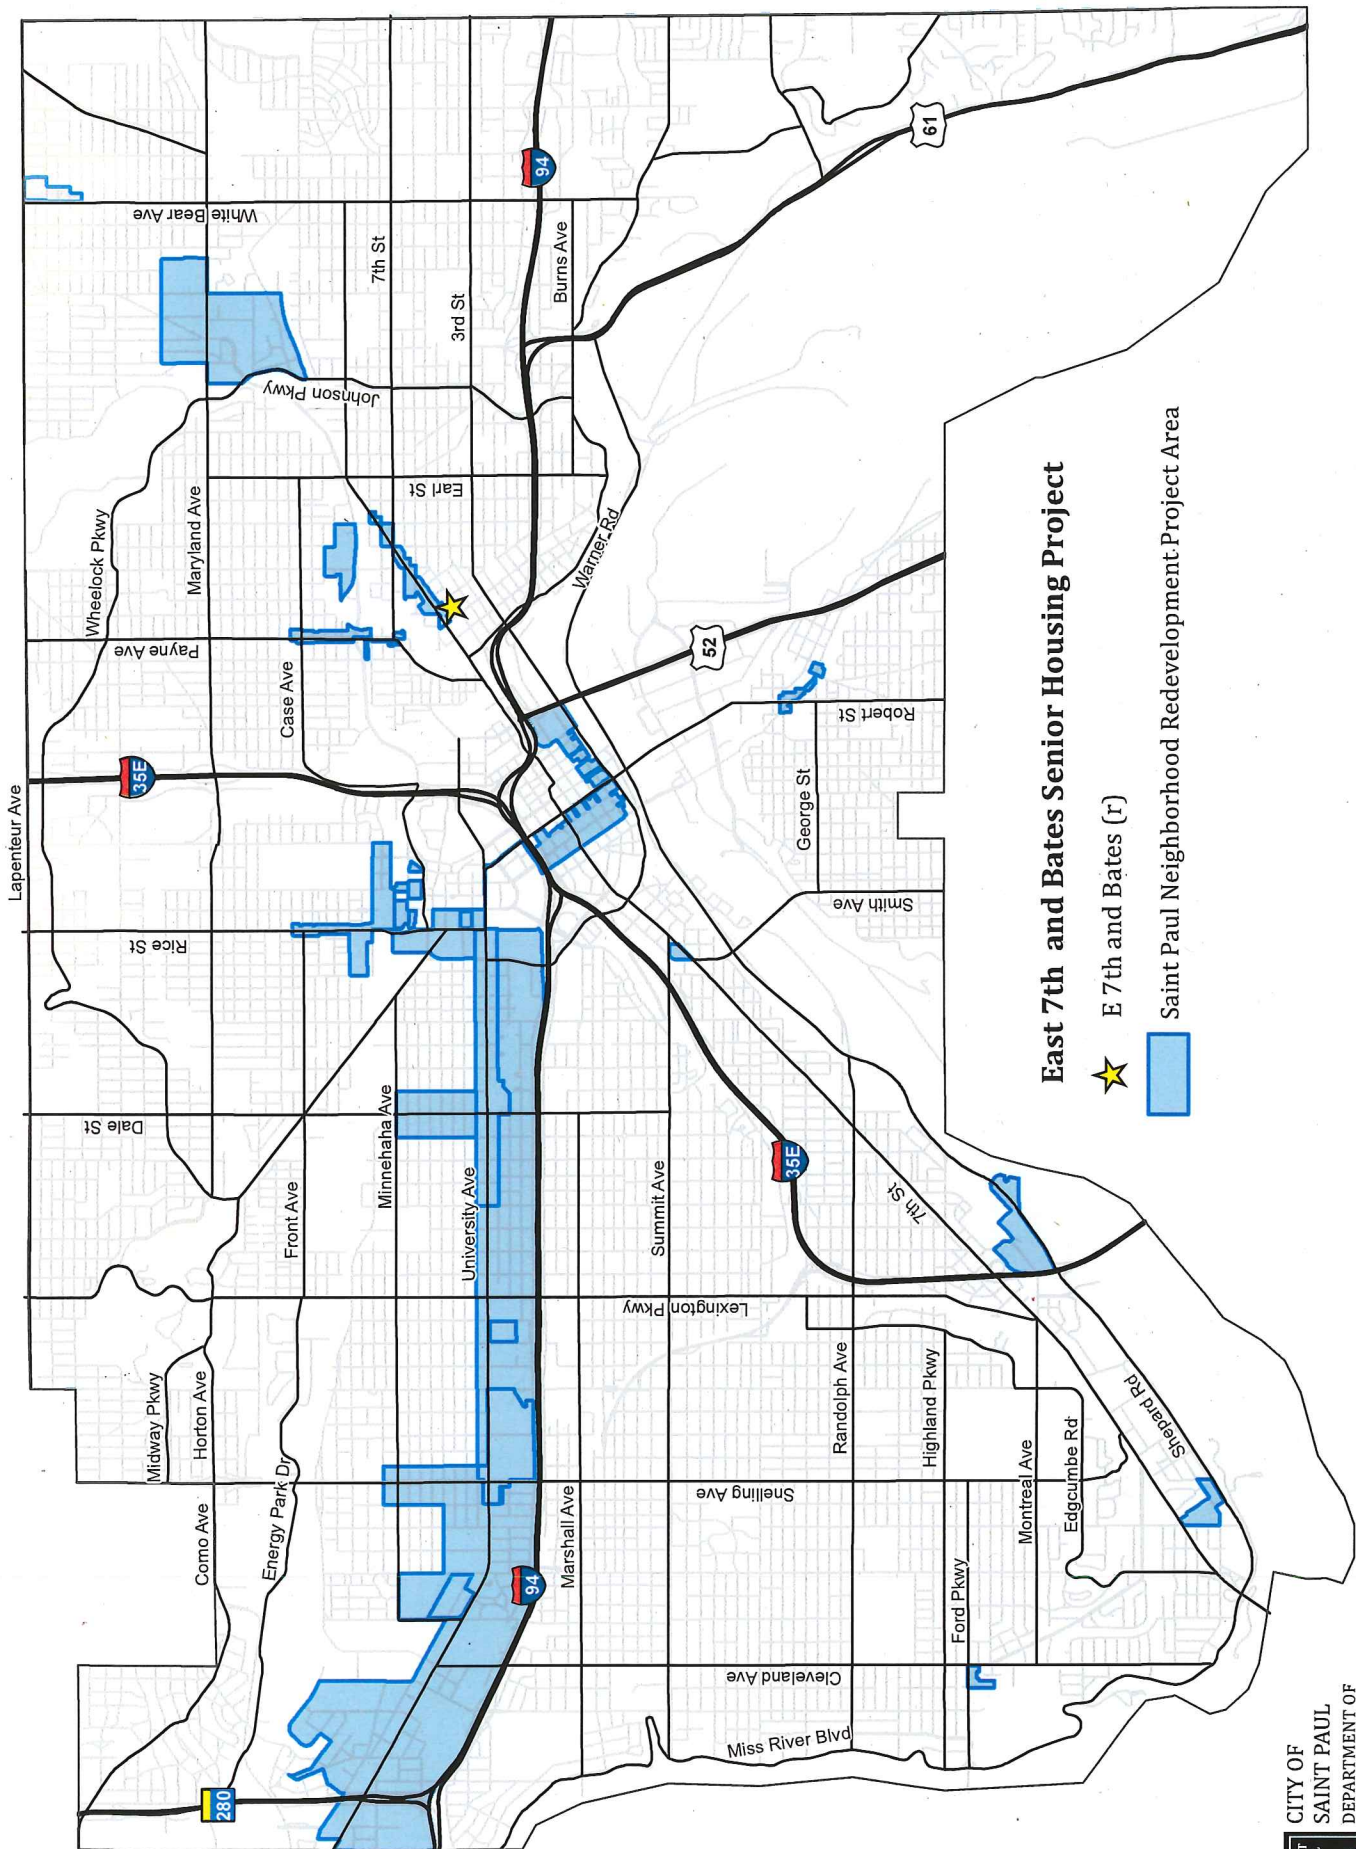 Lapenteur Ave
Wheelock Pkwy
Maryland Ave
White Bear Ave
Johnson Pkwy
7th St
3rd St
Burns Ave
94
61
Earl St
Payne Ave
Case Ave
Warner Rd
52
35E
Rice St
Robert St
George St
Smith Ave
Dale St
Front Ave
Minnehaha Ave
University Ave
Summit Ave
35E
7th St
Lexington Pkwy
Midway Pkwy
Horton Ave
Como Ave
Energy Park Dr
Randolph Ave
Highland Pkwy
Montreal Ave
Edgcumbe Rd
Shepard Rd
Snelling Ave
Marshall Ave
94
Ford Pkwy
Cleveland Ave
Miss River Blvd
280
East 7th and Bates Senior Housing Project
E 7th and Bates (r)
Saint Paul Neighborhood Redevelopment Project Area
CITY OF
SAINT PAUL
DEPARTMENT OF